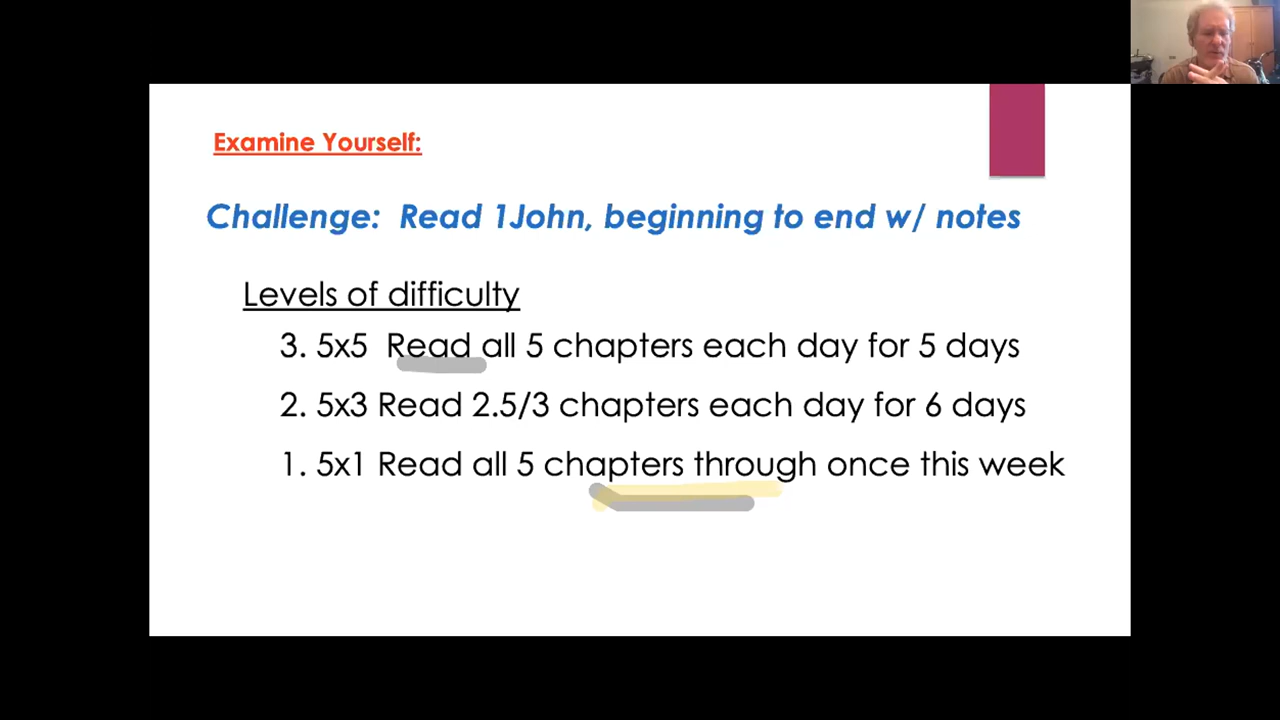 Examine Yourself:
Challenge: Read 1John, beginning to end w/ notes
Levels of difficulty
3. 5x5 Read all 5 chapters each day for 5 days
2. 5x3 Read 2.5/3 chapters each day for 6 days
1. 5x1 Read all 5 chapters through once this week